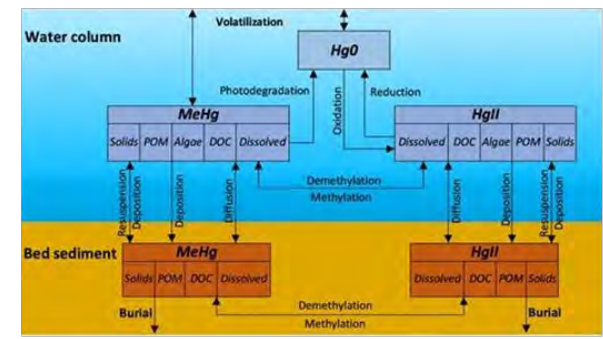 Volatilization
Water column
Hg0
Photodegradation
Oxidation
Reduction
MeHg
Solids POM Algae DOC Dissolved
HgII
Dissolved DOC Algae POM Solids
Demethylation
Methylation
Resuspension
Deposition
Deposition
Diffusion
Diffusion
Deposition
Resuspension
Deposition
Bed sediment
MeHg
Solids POM DOC Dissolved
HgII
Dissolved DOC POM Solids
Burial
Demethylation
Methylation
Burial